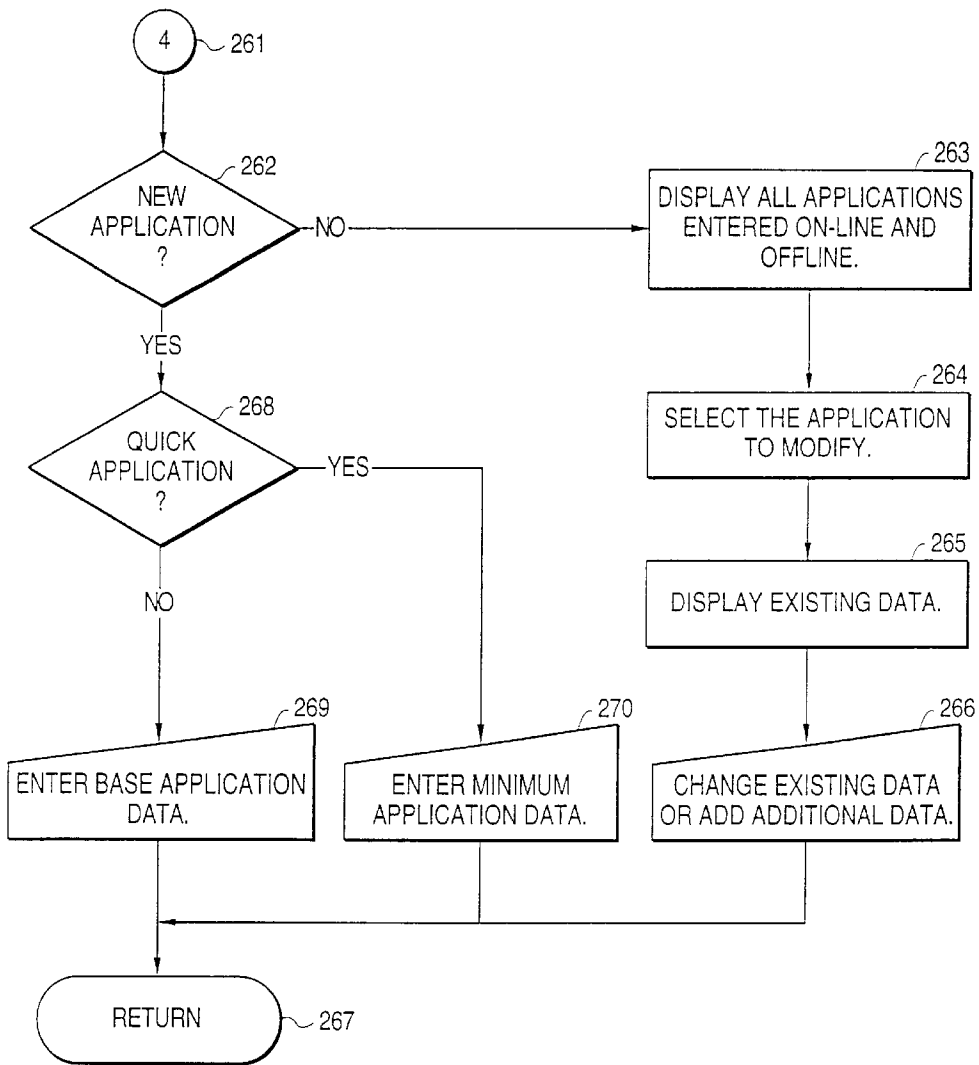 4
261
262
NEW
APPLICATION
?
NO
263
DISPLAY ALL APPLICATIONS
ENTERED ON-LINE AND
OFFLINE.
YES
264
SELECT THE APPLICATION
TO MODIFY.
268
QUICK
APPLICATION
?
YES
265
DISPLAY EXISTING DATA.
NO
269
ENTER BASE APPLICATION
DATA.
270
ENTER MINIMUM
APPLICATION DATA.
266
CHANGE EXISTING DATA
OR ADD ADDITIONAL DATA.
RETURN
267